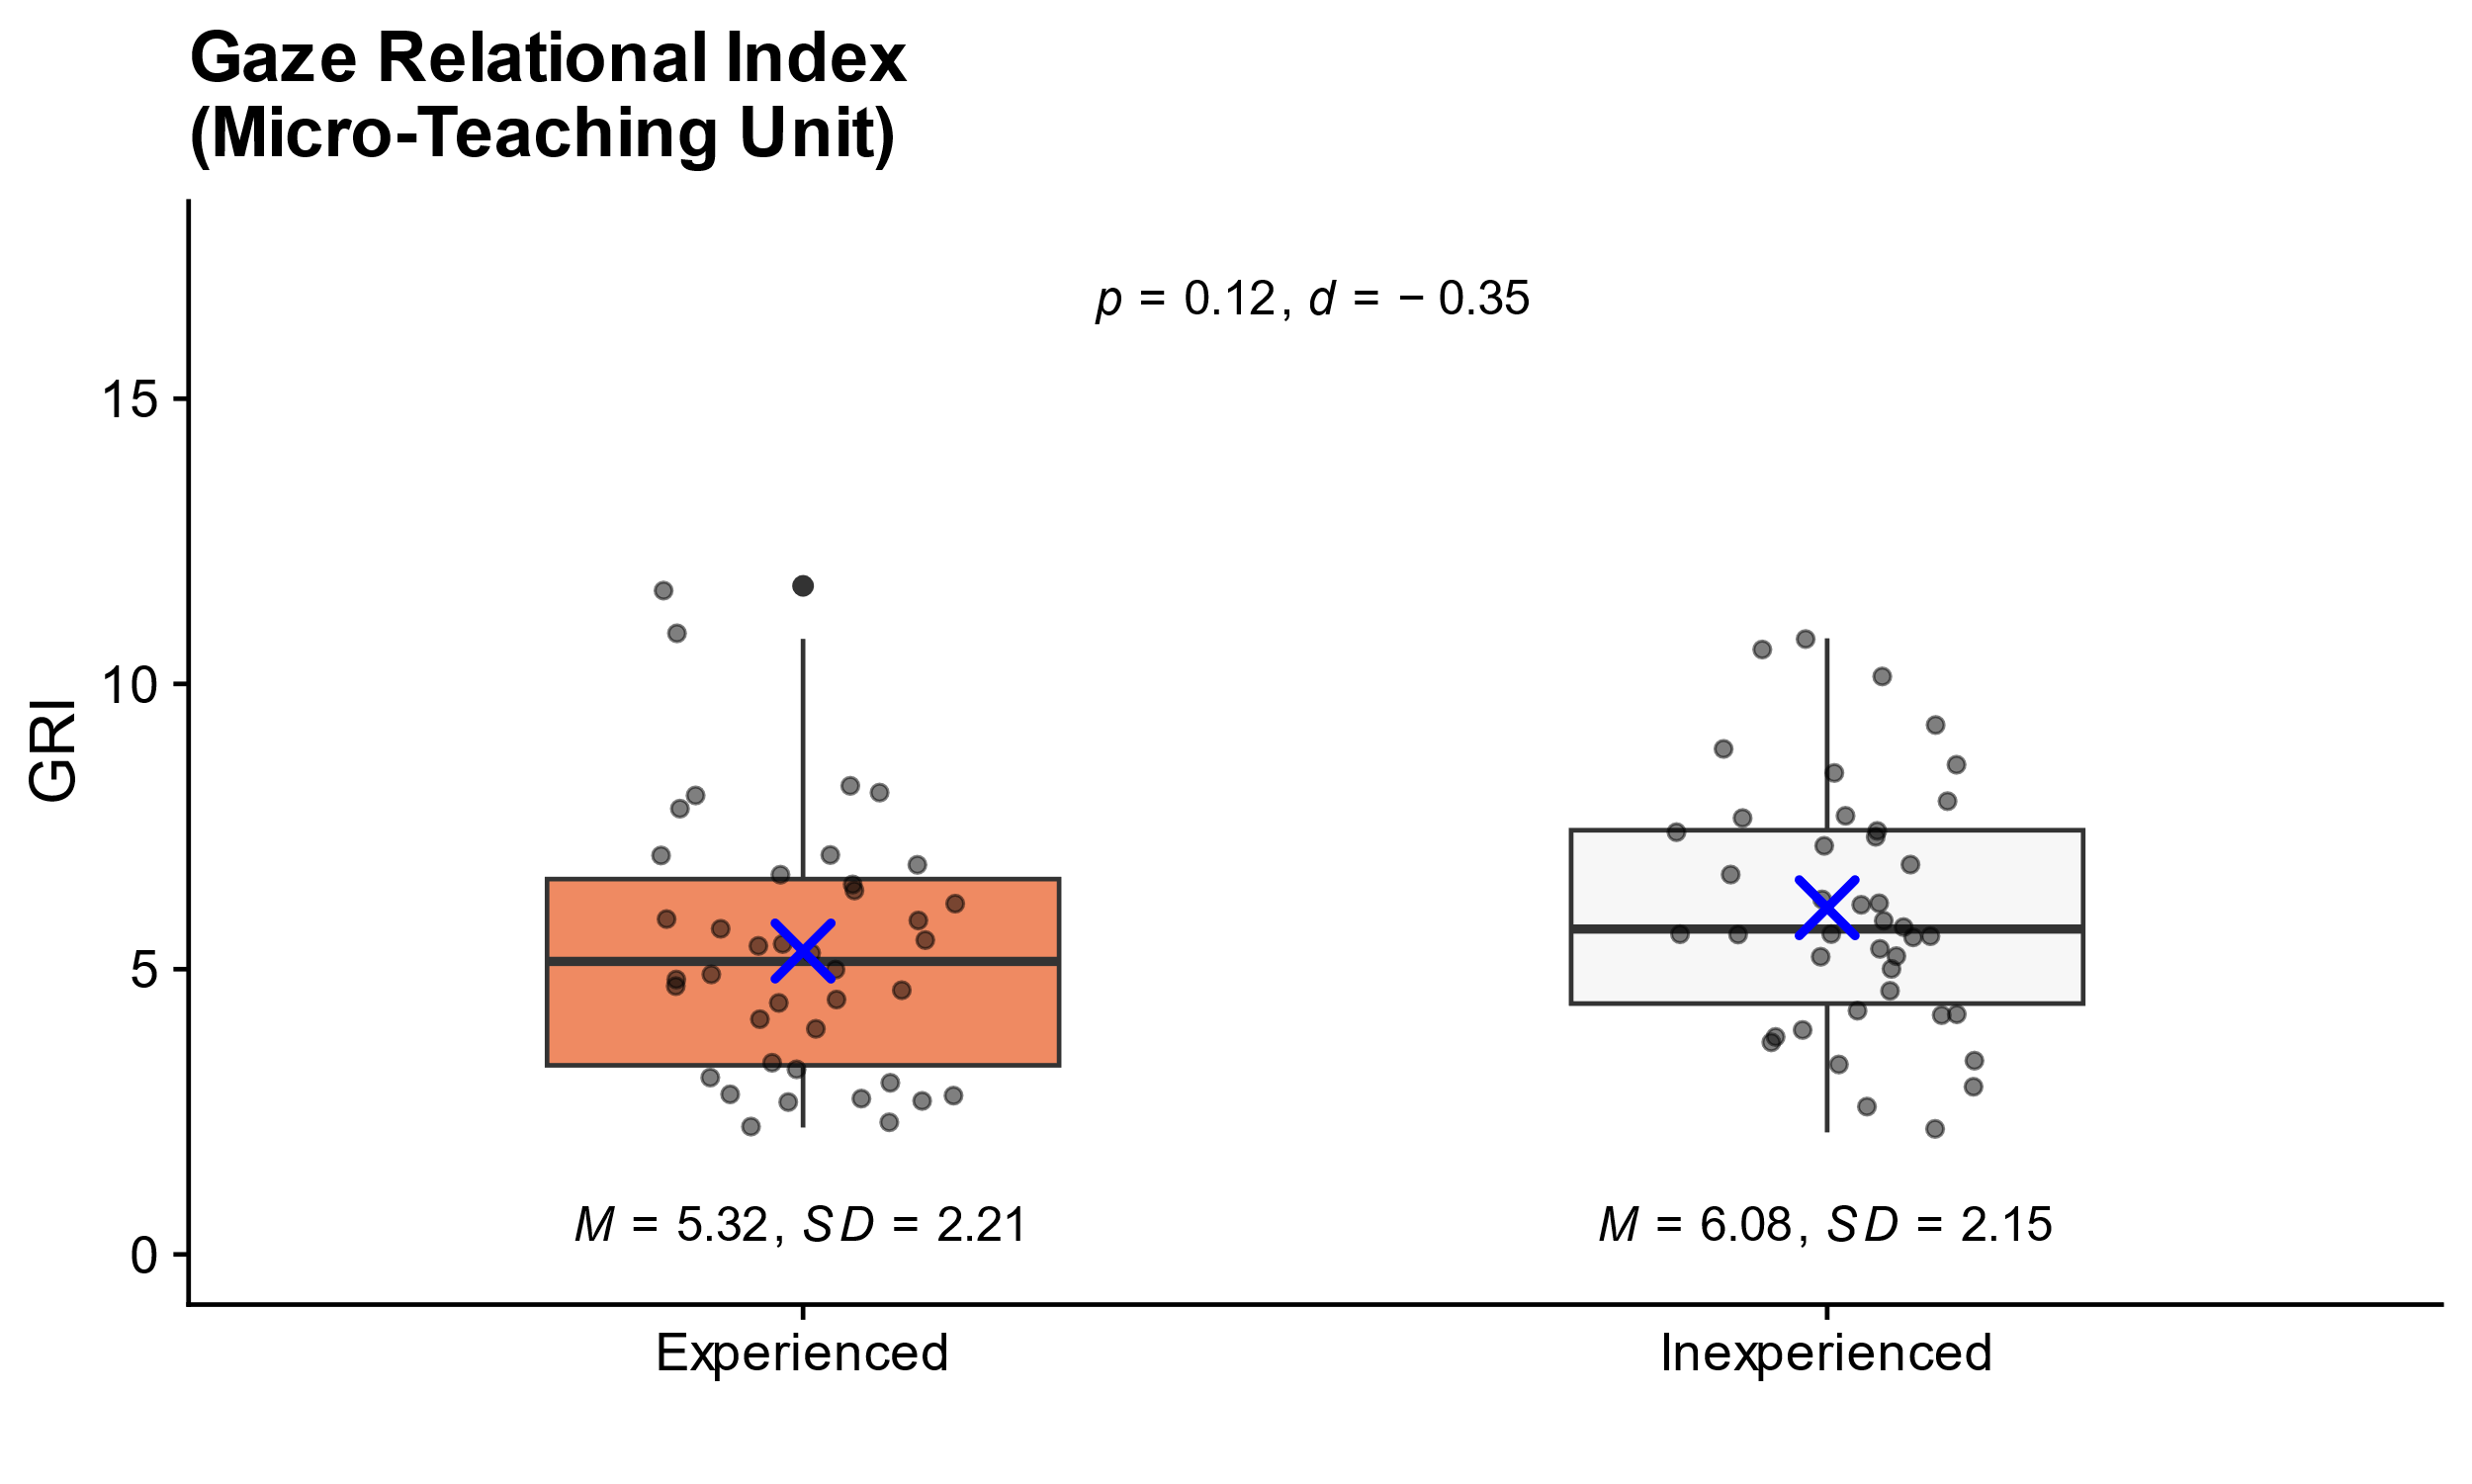 Gaze Relational Index
(Micro-Teaching Unit)
p = 0.12, d = − 0.35
15
10
5
0
GRI
M = 5.32, SD = 2.21
M = 6.08, SD = 2.15
Experienced
Inexperienced